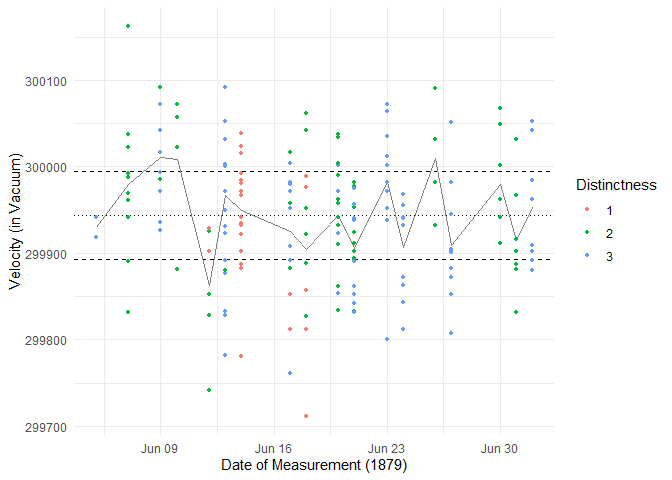 300100
300000
299900
299800
299700
Velocity (in Vacuum)
Jun 09 Jun 16 Jun 23 Jun 30
Date of Measurement (1879)
Distinctness
1
2
3